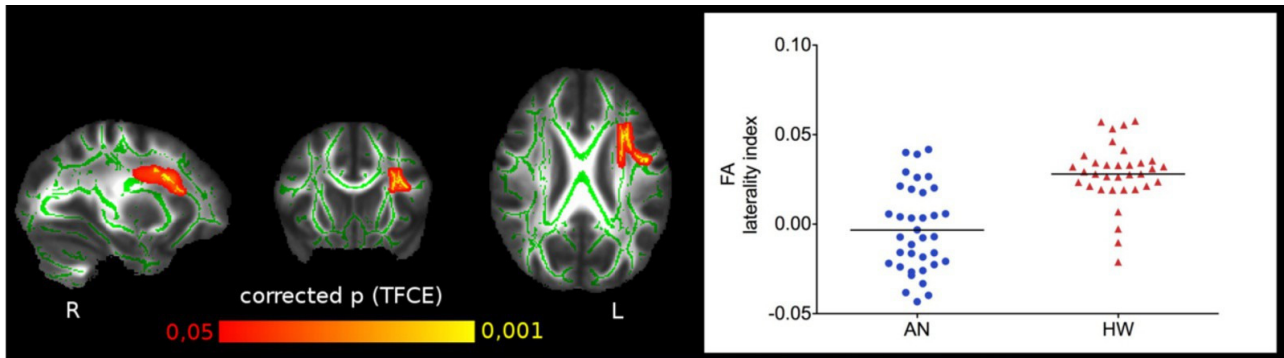 R
L
corrected p (TFCE)
0,05
0,001
FA
laterality index
0.10
0.05
0.00
-0.05
AN
HW